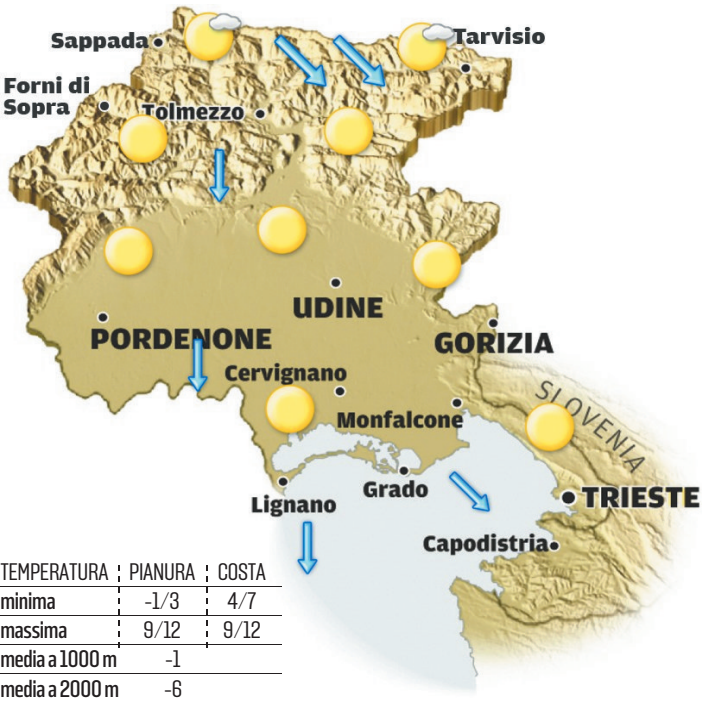 Sappada
Tarvisio
Forni di
Sopra
Tolmezzo
UDINE
PORDENONE
GORIZIA
Cervignano
SLOVENIA
Monfalcone
Grado
Lignano
TRIESTE
Capodistria
TEMPERATURA PIANURA COSTA
minima -1/3 4/7
massima 9/12 9/12
media a 1000 m -1
media a 2000 m -6